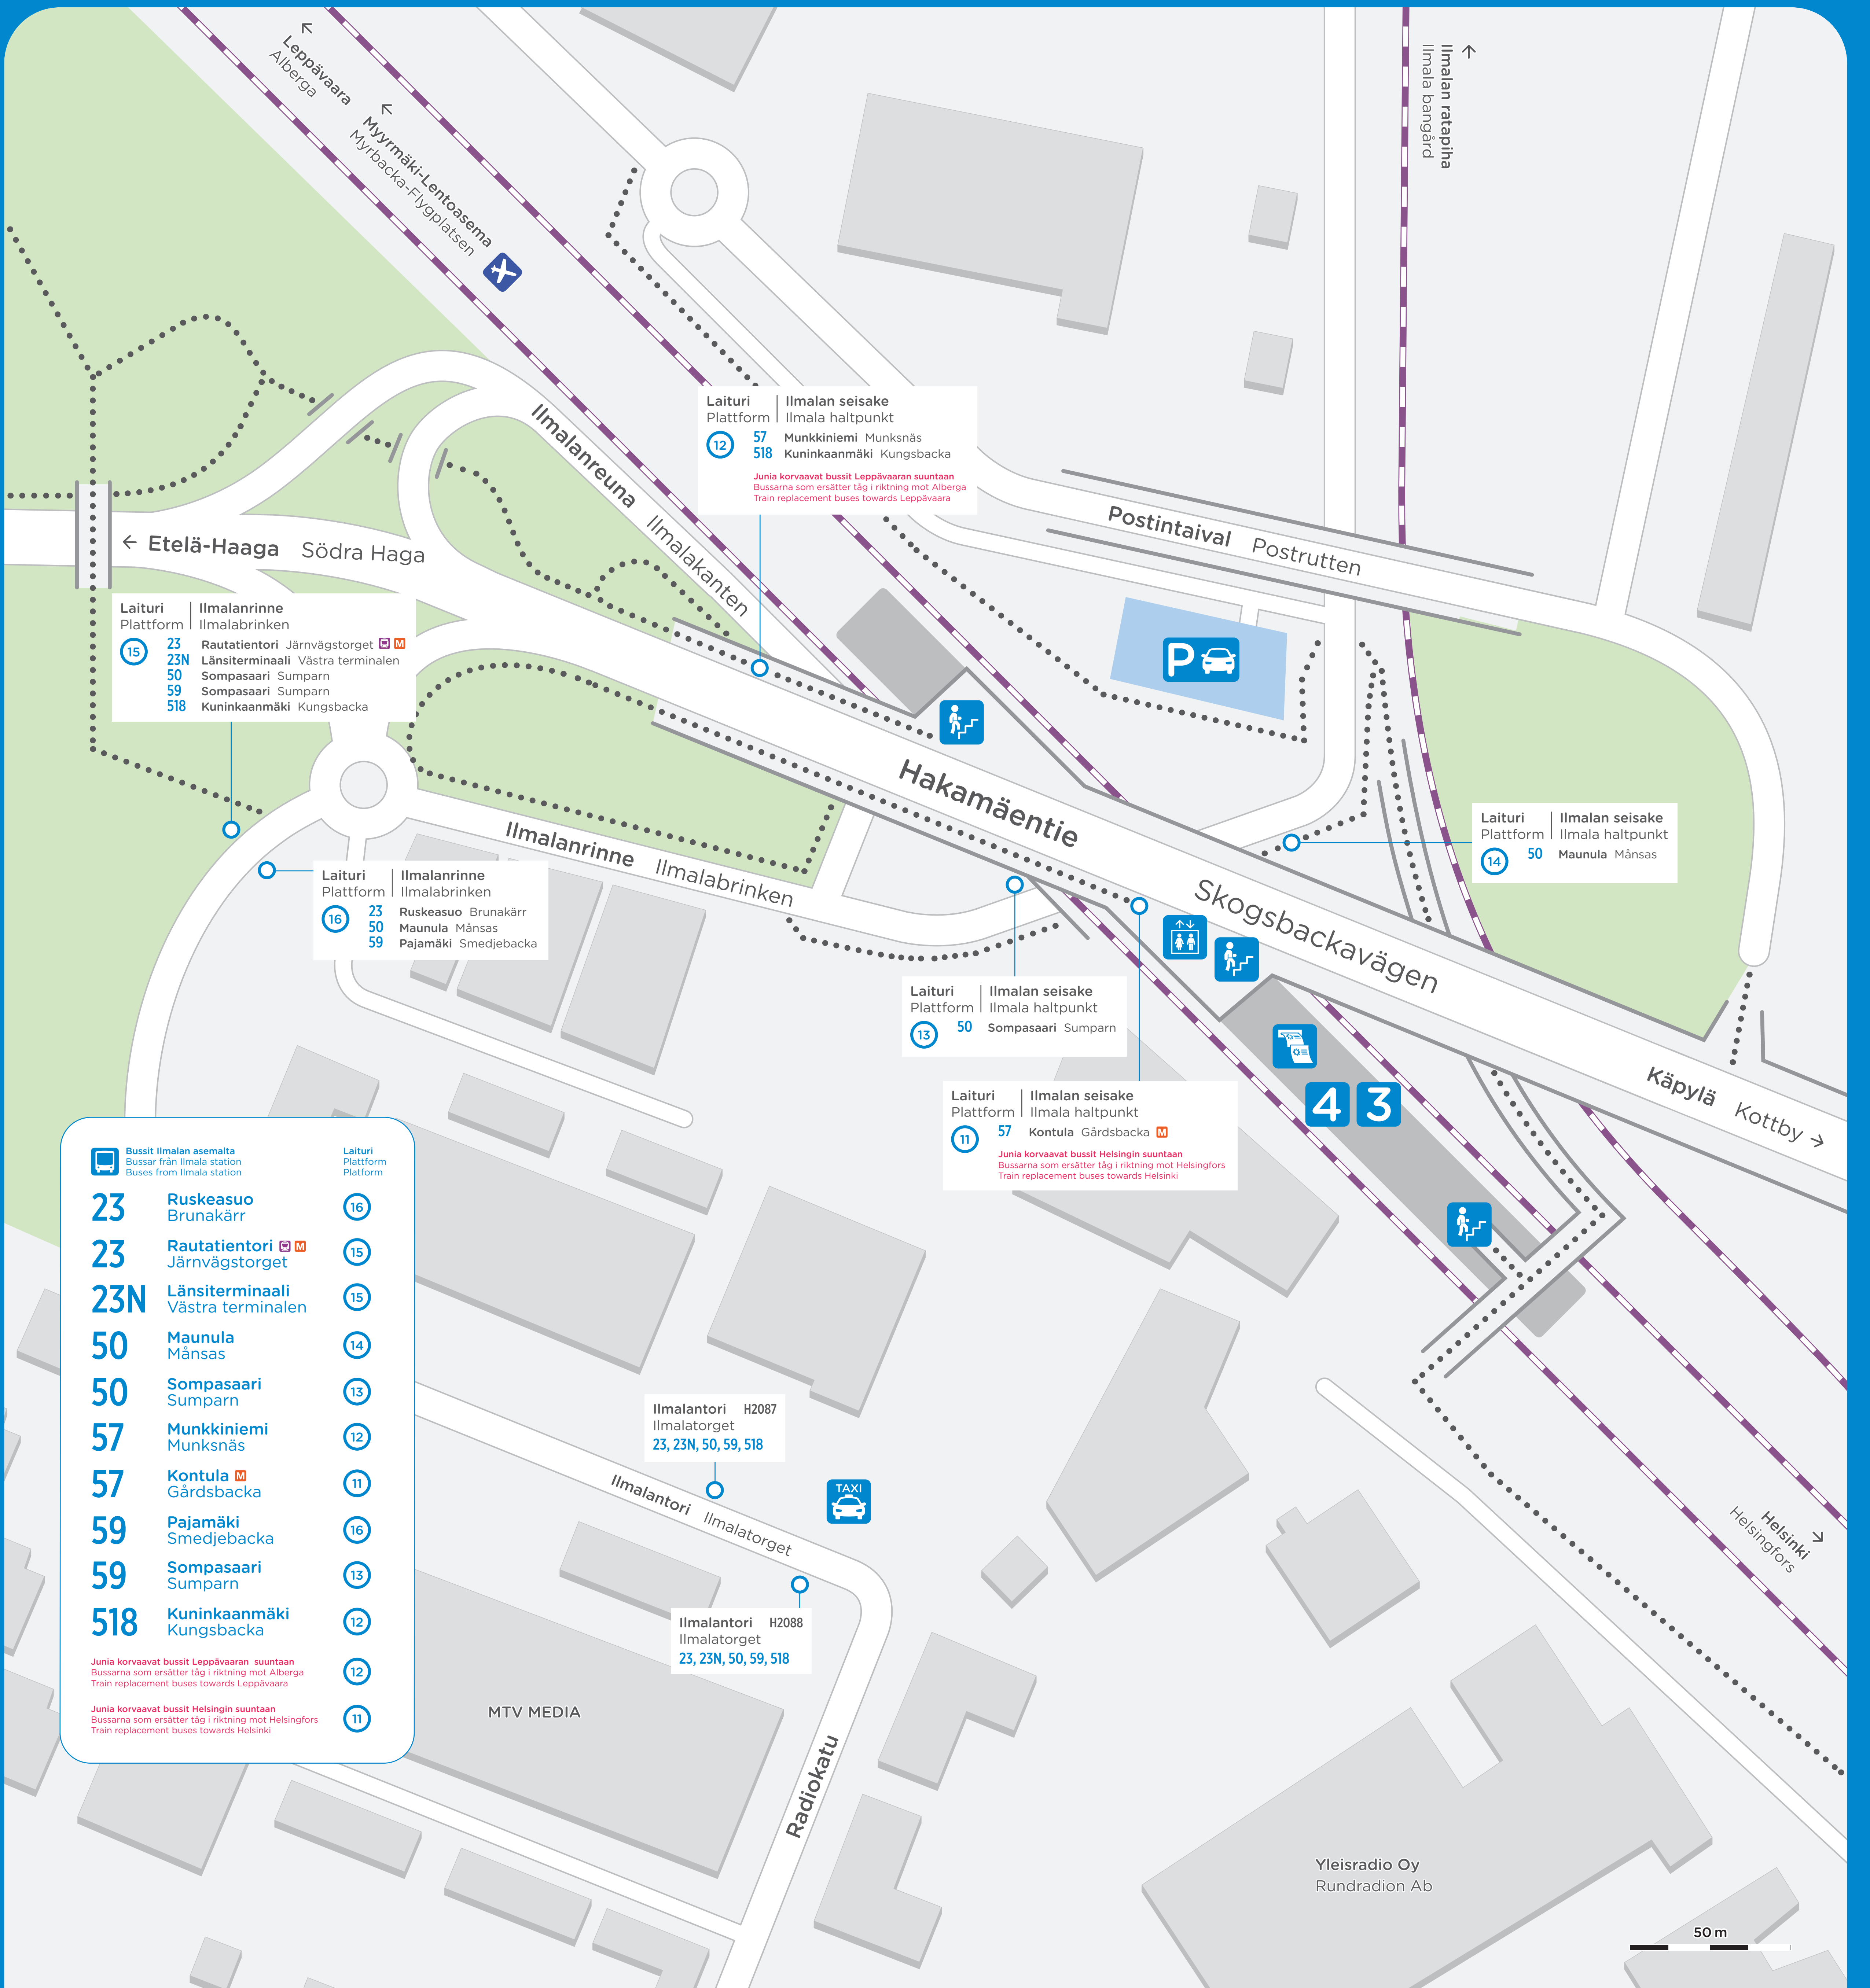 Leppävaara
Alberga
Myyrmäki-Lentoasema
Myrbacka-Flygplatsen
Ilmalan ratapiha
Ilmala bangård
Laituri | Ilmalan seisake
Plattform | Ilmala haltpunkt
12 57 Munkkiniemi Munksnäs
518 Kuninkaanmäki Kungsbacka
Junia korvaavat bussit Leppävaaran suuntaan
Bussarna som ersätter tåg i riktning mot Alberga
Train replacement buses towards Leppävaara
Ilmalanreuna Ilmalakanten
Postintaival Postrutten
← Etelä-Haaga Södra Haga
Laituri | Ilmalanrinne
Plattform | Ilmalabrinken
15 23 Rautatientori Järnvägstorget M
23N Länsiterminaali Västra terminalen
50 Sompasaari Sumparn
59 Sompasaari Sumparn
518 Kuninkaanmäki Kungsbacka
P
Hakamäentie Skogsbackavägen
Laituri | Ilmalan seisake
Plattform | Ilmala haltpunkt
14 50 Maunula Månsas
Ilmalanrinne Ilmalabrinken
Laituri | Ilmalanrinne
Plattform | Ilmalabrinken
16 23 Ruskeasuo Brunakärr
50 Maunula Månsas
59 Pajamäki Smedjebacka
Laituri | Ilmalan seisake
Plattform | Ilmala haltpunkt
13 50 Sompasaari Sumparn
Laituri | Ilmalan seisake
Plattform | Ilmala haltpunkt
11 57 Kontula Gårdsbacka M
Junia korvaavat bussit Helsingin suuntaan
Bussarna som ersätter tåg i riktning mot Helsingfors
Train replacement buses towards Helsinki
4 3
Käpylä Kottby →
Bussit Ilmalan asemalta Laituri
Bussar från Ilmala station Plattform
Buses from Ilmala station Platform
23 Ruskeasuo 16
Brunakärr
23 Rautatientori M 15
Järnvägstorget
23N Länsiterminaali 15
Västra terminalen
50 Maunula 14
Månsas
50 Sompasaari 13
Sumparn
57 Munkkiniemi 12
Munksnäs
57 Kontula M 11
Gårdsbacka
59 Pajamäki 16
Smedjebacka
59 Sompasaari 13
Sumparn
518 Kuninkaanmäki 12
Kungsbacka
Junia korvaavat bussit Leppävaaran suuntaan
Bussarna som ersätter tåg i riktning mot Alberga 12
Train replacement buses towards Leppävaara
Junia korvaavat bussit Helsingin suuntaan
Bussarna som ersätter tåg i riktning mot Helsingfors 11
Train replacement buses towards Helsinki
Ilmalantori H2087
Ilmalatorget
23, 23N, 50, 59, 518
Ilmalantori Ilmalatorget
TAXI
Ilmalantori H2088
Ilmalatorget
23, 23N, 50, 59, 518
Helsinki
Helsingfors
MTV MEDIA
Radiokatu
Yleisradio Oy
Rundradion Ab
50 m